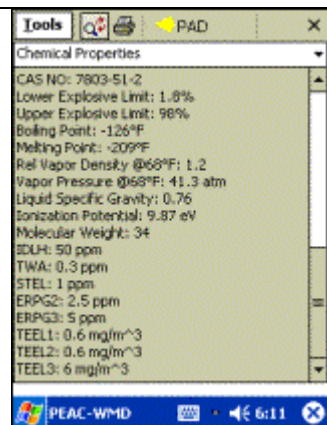 Tools PAD
Chemical Properties
CAS NO: 7803-51-2
Lower Explosive Limit: 1.8%
Upper Explosive Limit: 98%
Boiling Point: -126°F
Melting Point: -209°F
Rel Vapor Density @68°F: 1.2
Vapor Pressure @68°F: 41.3 atm
Liquid Specific Gravity: 0.76
Ionization Potential: 9.87 eV
Molecular Weight: 34
IDLH: 50 ppm
TWA: 0.3 ppm
STEL: 1 ppm
ERPG2: 2.5 ppm
ERPG3: 5 ppm
TEEL1: 0.6 mg/m^3
TEEL2: 0.6 mg/m^3
TEEL3: 6 mg/m^3
PEAC-WMD 6:11